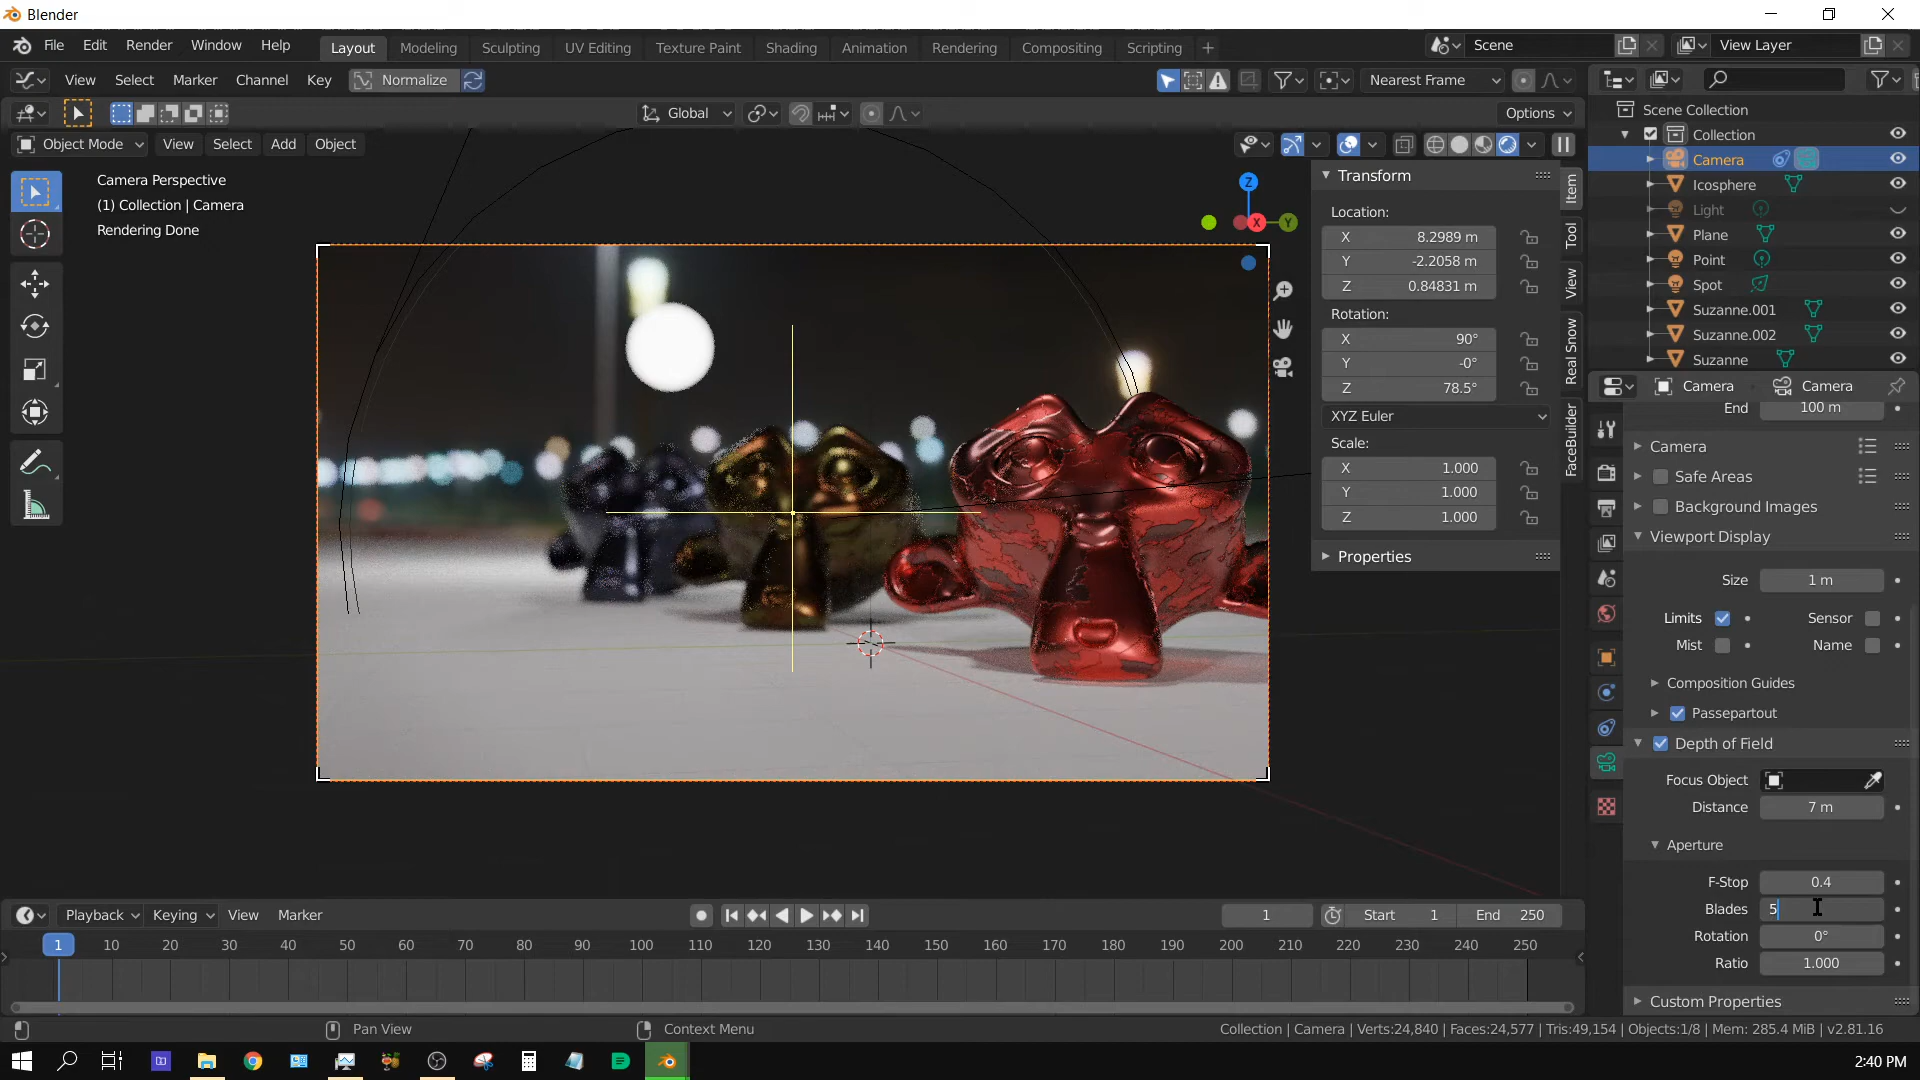 Blender
File Edit Render Window Help Layout Modeling Sculpting UV Editing Texture Paint Shading Animation Rendering Compositing Scripting + Scene View Layer
View Select Marker Channel Key Normalize Nearest Frame
Global Options
Object Mode View Select Add Object
Camera Perspective
(1) Collection | Camera
Rendering Done
Z
X
Y
Transform
Location:
X 8.2989 m
Y -2.2058 m
Z 0.84831 m
Rotation:
X 90°
Y -0°
Z 78.5°
XYZ Euler
Scale:
X 1.000
Y 1.000
Z 1.000
Properties
Item
Tool
View
Real Snow
FaceBuilder
Scene Collection
Collection
Camera
Icosphere
Light
Plane
Point
Spot
Suzanne.001
Suzanne.002
Suzanne
Camera Camera
End 100 m
Camera
Safe Areas
Background Images
Viewport Display
Size 1 m
Limits Sensor
Mist Name
Composition Guides
Passepartout
Depth of Field
Focus Object
Distance 7 m
Aperture
F-Stop 0.4
Blades 5
Rotation 0°
Ratio 1.000
Custom Properties
Playback Keying View Marker 1 Start 1 End 250
1 10 20 30 40 50 60 70 80 90 100 110 120 130 140 150 160 170 180 190 200 210 220 230 240 250
Pan View Context Menu Collection | Camera | Verts:24,840 | Faces:24,577 | Tris:49,154 | Objects:1/8 | Mem: 285.4 MiB | v2.81.16
2:40 PM